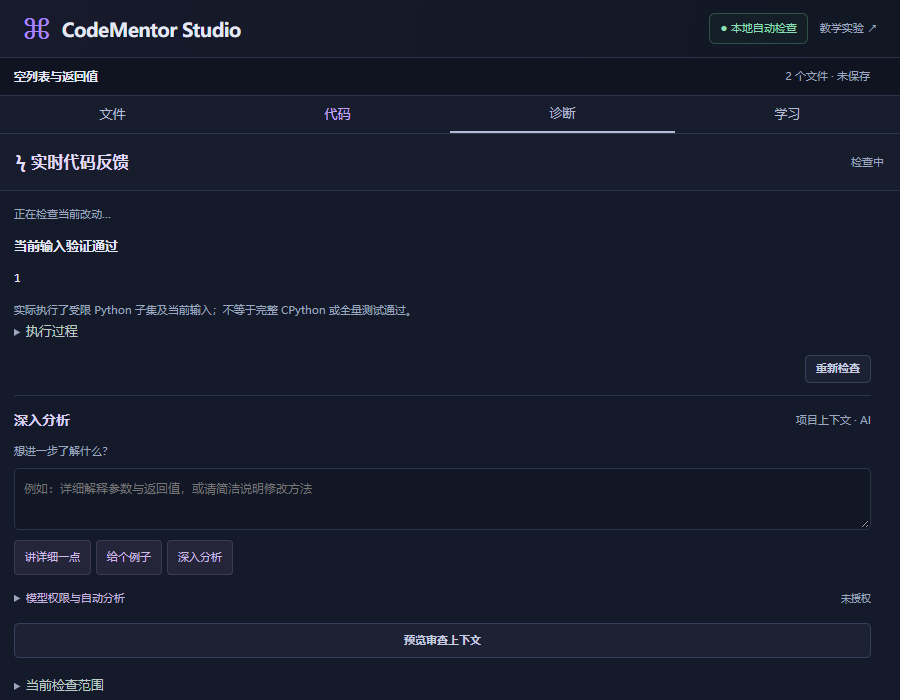 CodeMentor Studio
本地自动检查
教学实验 ↗
空列表与返回值
2 个文件 · 未保存
文件
代码
诊断
学习
实时代码反馈
检查中
正在检查当前改动...
当前输入验证通过
1
实际执行了受限 Python 子集及当前输入；不等于完整 CPython 或全量测试通过。
执行过程
重新检查
深入分析
项目上下文 · AI
想进一步了解什么？
例如：详细解释参数与返回值，或请简洁说明修改方法
讲详细一点
给个例子
深入分析
模型权限与自动分析
未授权
预览审查上下文
当前检查范围